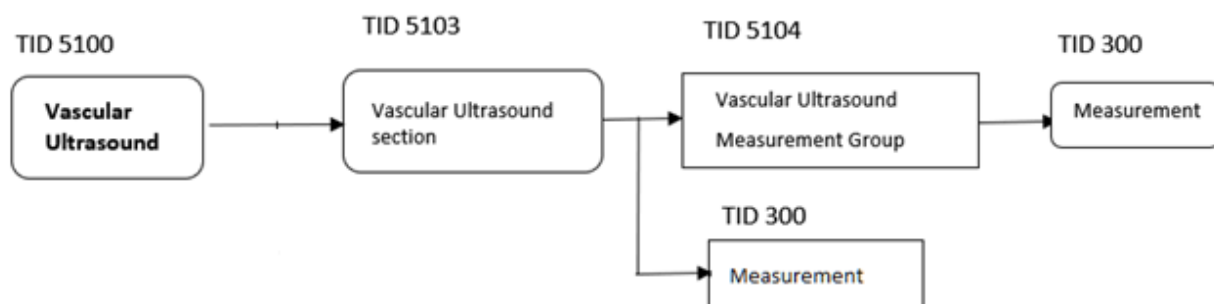 TID 5100
TID 5103
TID 5104
TID 300
Vascular
Ultrasound
Vascular Ultrasound
section
Vascular Ultrasound
Measurement Group
Measurement
TID 300
Measurement